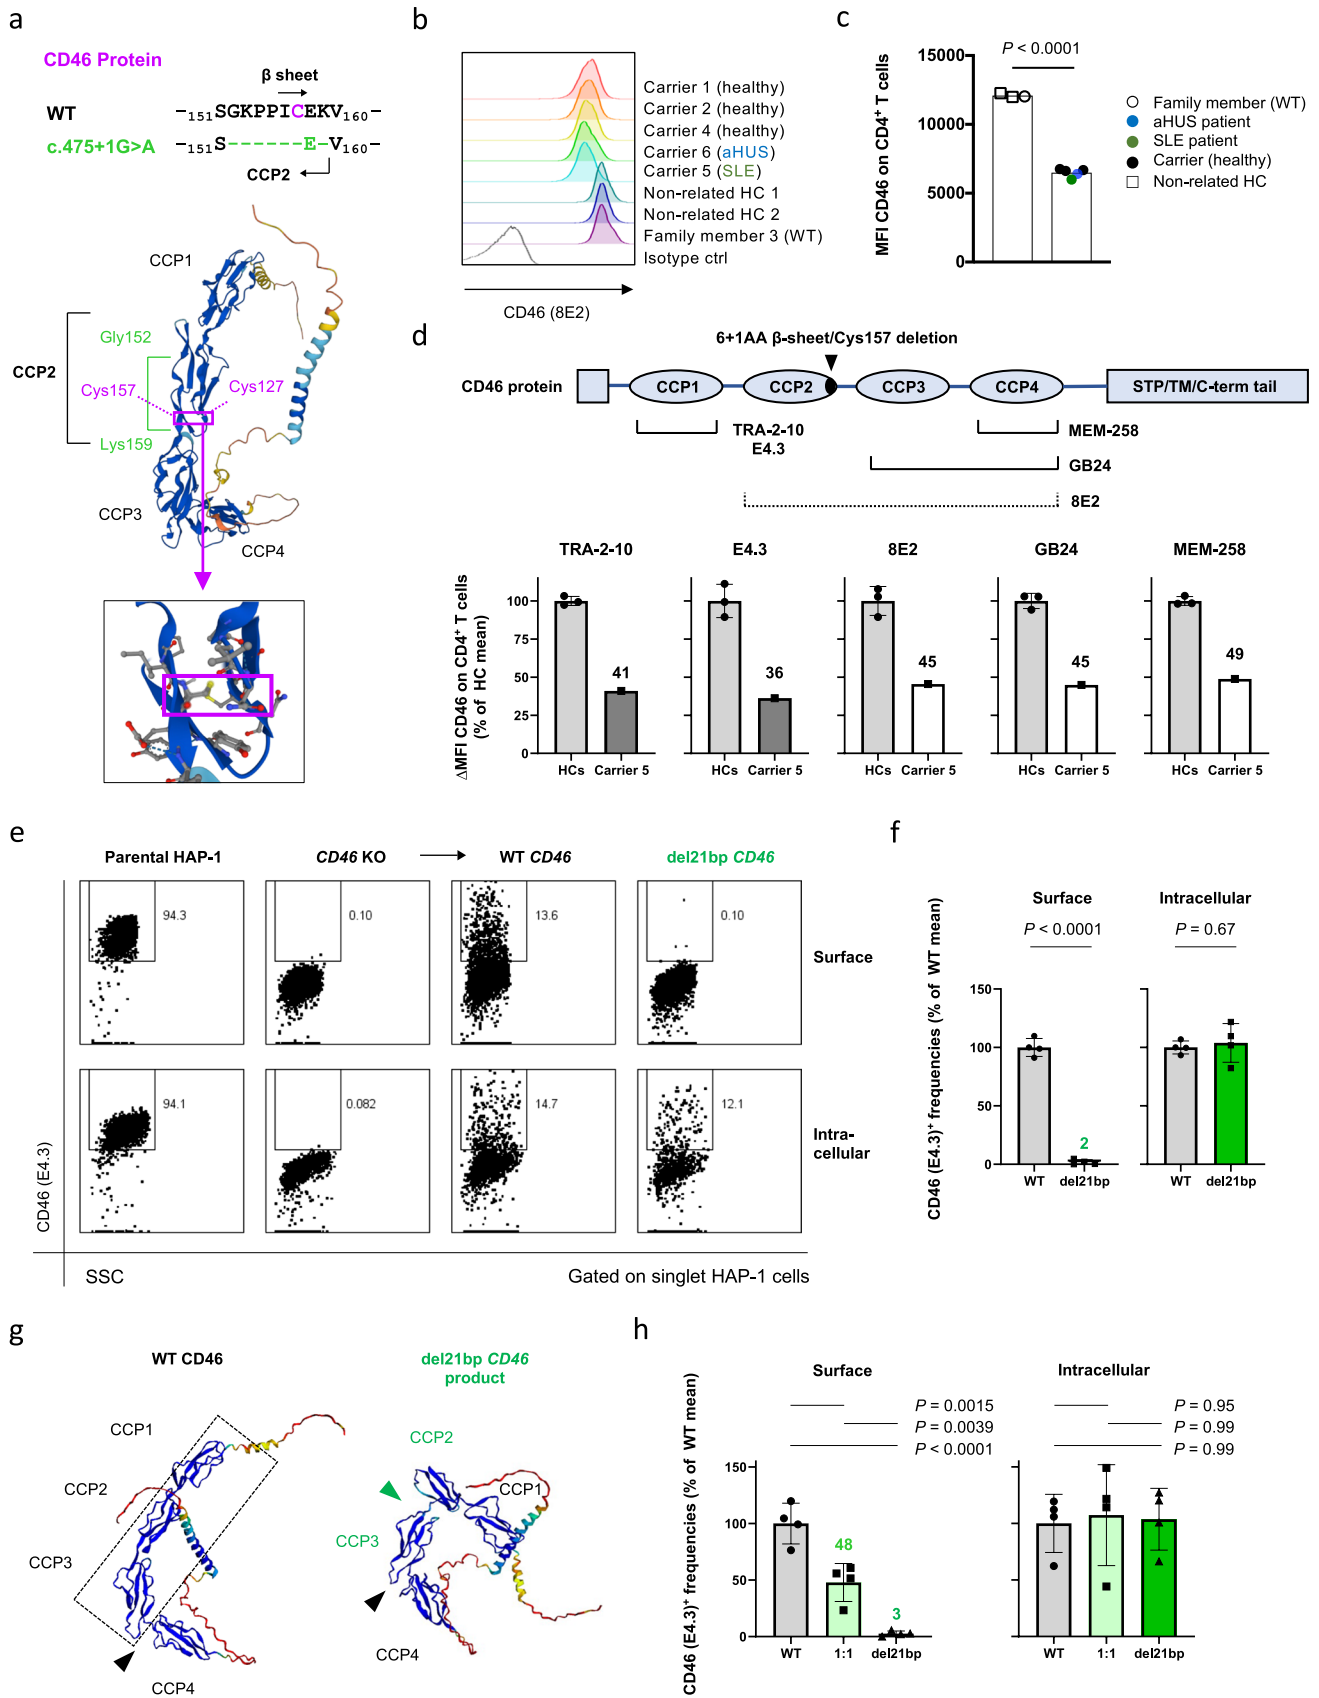 a
CD46 Protein
β sheet
WT
–151SGKPPICEKV160–
c.475+1G>A
–151S------E-V160–
CCP2
CCP1
Gly152
CCP2
Cys157
Cys127
Lys159
CCP3
CCP4
b
Carrier 1 (healthy)
Carrier 2 (healthy)
Carrier 4 (healthy)
Carrier 6 (aHUS)
Carrier 5 (SLE)
Non-related HC 1
Non-related HC 2
Family member 3 (WT)
Isotype ctrl
CD46 (8E2)
c
P < 0.0001
MFI CD46 on CD4+ T cells
15000
10000
5000
0
Family member (WT)
aHUS patient
SLE patient
Carrier (healthy)
Non-related HC
d
6+1AA β-sheet/Cys157 deletion
CD46 protein
CCP1
CCP2
CCP3
CCP4
STP/TM/C-term tail
TRA-2-10
E4.3
MEM-258
GB24
8E2
TRA-2-10
E4.3
8E2
GB24
MEM-258
ΔMFI CD46 on CD4+ T cells
(% of HC mean)
100
75
50
25
0
41
36
45
45
49
HCs Carrier 5
HCs Carrier 5
HCs Carrier 5
HCs Carrier 5
HCs Carrier 5
e
Parental HAP-1
CD46 KO
WT CD46
del21bp CD46
94.3
0.10
13.6
0.10
Surface
94.1
0.082
14.7
12.1
Intra-
cellular
CD46 (E4.3)
SSC
Gated on singlet HAP-1 cells
f
Surface
Intracellular
P < 0.0001
P = 0.67
CD46 (E4.3)+ frequencies (% of WT mean)
150
100
50
0
2
WT del21bp
WT del21bp
g
WT CD46
del21bp CD46
product
CCP1
CCP2
CCP3
CCP4
CCP2
CCP1
CCP3
CCP4
h
Surface
Intracellular
P = 0.0015
P = 0.0039
P < 0.0001
P = 0.95
P = 0.99
P = 0.99
CD46 (E4.3)+ frequencies (% of WT mean)
150
100
50
0
48
3
WT 1:1 del21bp
WT 1:1 del21bp